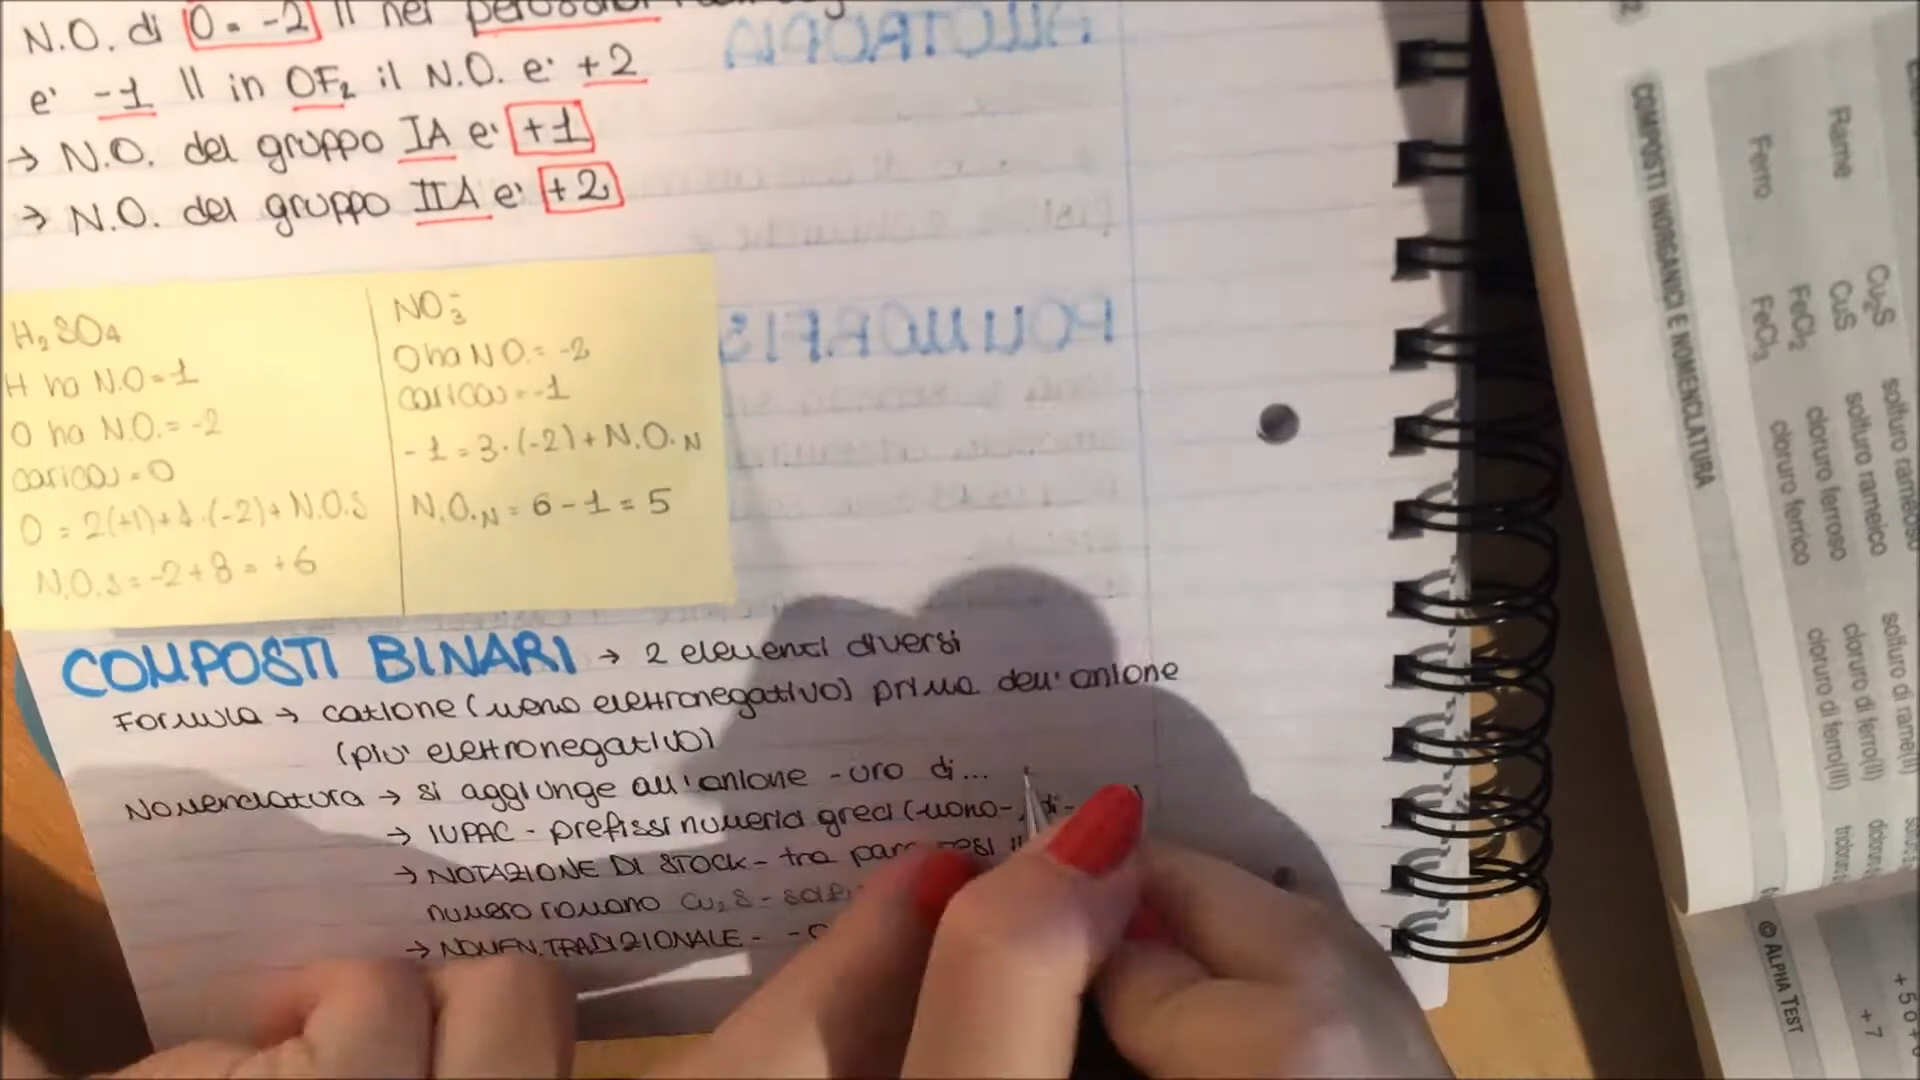 N.O. di O = -2 || nei perossidi
e' -1 || in OF₂ il N.O. e' +2
→ N.O. del gruppo IA e' +1
→ N.O. del gruppo IIA e' +2
H₂SO₄
H ha N.O=1
O ha N.O.= -2
carica = 0
0 = 2(+1)+4·(-2)+N.O.S
N.O.S = -2+8 = +6
NO₃⁻
O ha N.O.= -2
carica = -1
-1 = 3·(-2)+N.O.N
N.O.N = 6-1 = 5
COMPOSTI BINARI → 2 elementi diversi
Formula → catione (meno elettronegativo) prima dell'anione
(piu' elettronegativo)
Nomenclatura → si aggiunge all'anione -uro di...
→ IUPAC - prefissi numerici greci (mono-, di-
→ NOTAZIONE DI STOCK - tra parentesi il
numero romano Cu₂S -
→ NOMEN.TRADIZIONALE -
ALLOTROPIA
POLIMORFIS
COMPOSTI INORGANICI E NOMENCLATURA
Rame Cu₂S solfuro rameoso
CuS solfuro rameico solfuro di rame(II)
Ferro FeCl₂ cloruro ferroso cloruro di ferro(II)
FeCl₃ cloruro ferrico cloruro di ferro(III)
© ALPHA TEST
+ 7